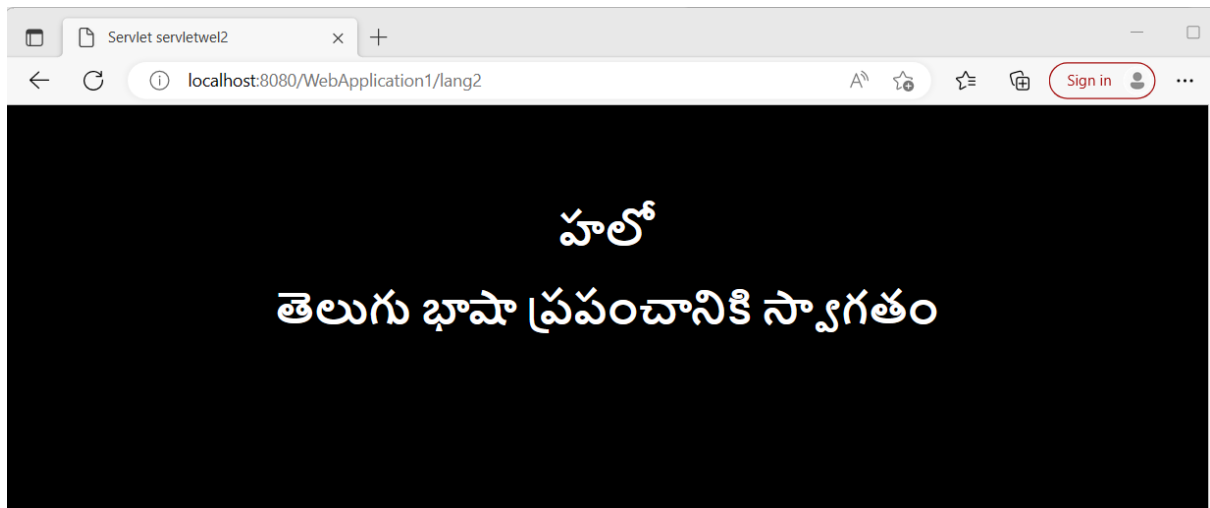 Servlet servletwel2
localhost:8080/WebApplication1/lang2
Sign in
హలో
తెలుగు భాషా ప్రపంచానికి స్వాగతం